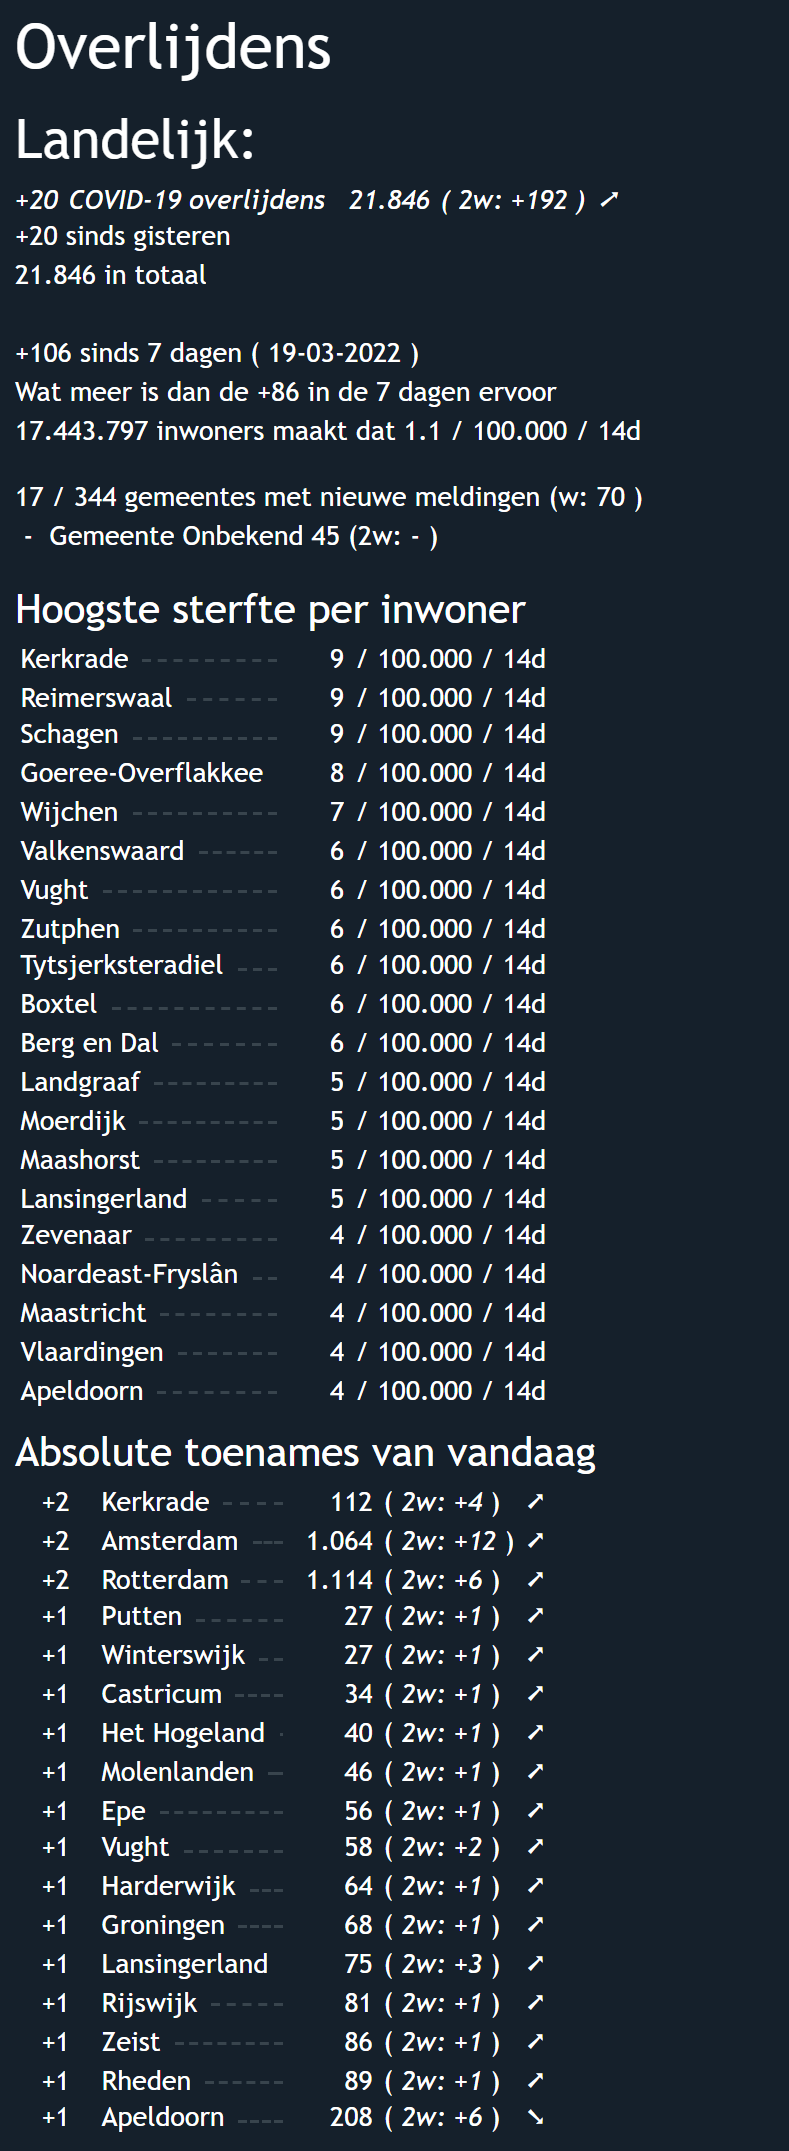 Overlijdens
Landelijk:
+20 COVID-19 overlijdens 21.846 ( 2w: +192 ) ➚
+20 sinds gisteren
21.846 in totaal
+106 sinds 7 dagen ( 19-03-2022 )
Wat meer is dan de +86 in de 7 dagen ervoor
17.443.797 inwoners maakt dat 1.1 / 100.000 / 14d
17 / 344 gemeentes met nieuwe meldingen (w: 70 )
- Gemeente Onbekend 45 (2w: - )
Hoogste sterfte per inwoner
Kerkrade --------- 9 / 100.000 / 14d
Reimerswaal ------ 9 / 100.000 / 14d
Schagen ---------- 9 / 100.000 / 14d
Goeree-Overflakkee 8 / 100.000 / 14d
Wijchen ---------- 7 / 100.000 / 14d
Valkenswaard ------ 6 / 100.000 / 14d
Vught ------------ 6 / 100.000 / 14d
Zutphen ---------- 6 / 100.000 / 14d
Tytsjerksteradiel --- 6 / 100.000 / 14d
Boxtel ----------- 6 / 100.000 / 14d
Berg en Dal ------- 6 / 100.000 / 14d
Landgraaf --------- 5 / 100.000 / 14d
Moerdijk ---------- 5 / 100.000 / 14d
Maashorst --------- 5 / 100.000 / 14d
Lansingerland ----- 5 / 100.000 / 14d
Zevenaar --------- 4 / 100.000 / 14d
Noardeast-Fryslân -- 4 / 100.000 / 14d
Maastricht -------- 4 / 100.000 / 14d
Vlaardingen ------- 4 / 100.000 / 14d
Apeldoorn -------- 4 / 100.000 / 14d
Absolute toenames van vandaag
+2 Kerkrade ---- 112 ( 2w: +4 ) ➚
+2 Amsterdam --- 1.064 ( 2w: +12 ) ➚
+2 Rotterdam --- 1.114 ( 2w: +6 ) ➚
+1 Putten ------ 27 ( 2w: +1 ) ➚
+1 Winterswijk -- 27 ( 2w: +1 ) ➚
+1 Castricum ---- 34 ( 2w: +1 ) ➚
+1 Het Hogeland - 40 ( 2w: +1 ) ➚
+1 Molenlanden - 46 ( 2w: +1 ) ➚
+1 Epe --------- 56 ( 2w: +1 ) ➚
+1 Vught ------- 58 ( 2w: +2 ) ➚
+1 Harderwijk --- 64 ( 2w: +1 ) ➚
+1 Groningen ---- 68 ( 2w: +1 ) ➚
+1 Lansingerland 75 ( 2w: +3 ) ➚
+1 Rijswijk ----- 81 ( 2w: +1 ) ➚
+1 Zeist -------- 86 ( 2w: +1 ) ➚
+1 Rheden ------ 89 ( 2w: +1 ) ➚
+1 Apeldoorn ---- 208 ( 2w: +6 ) ➘